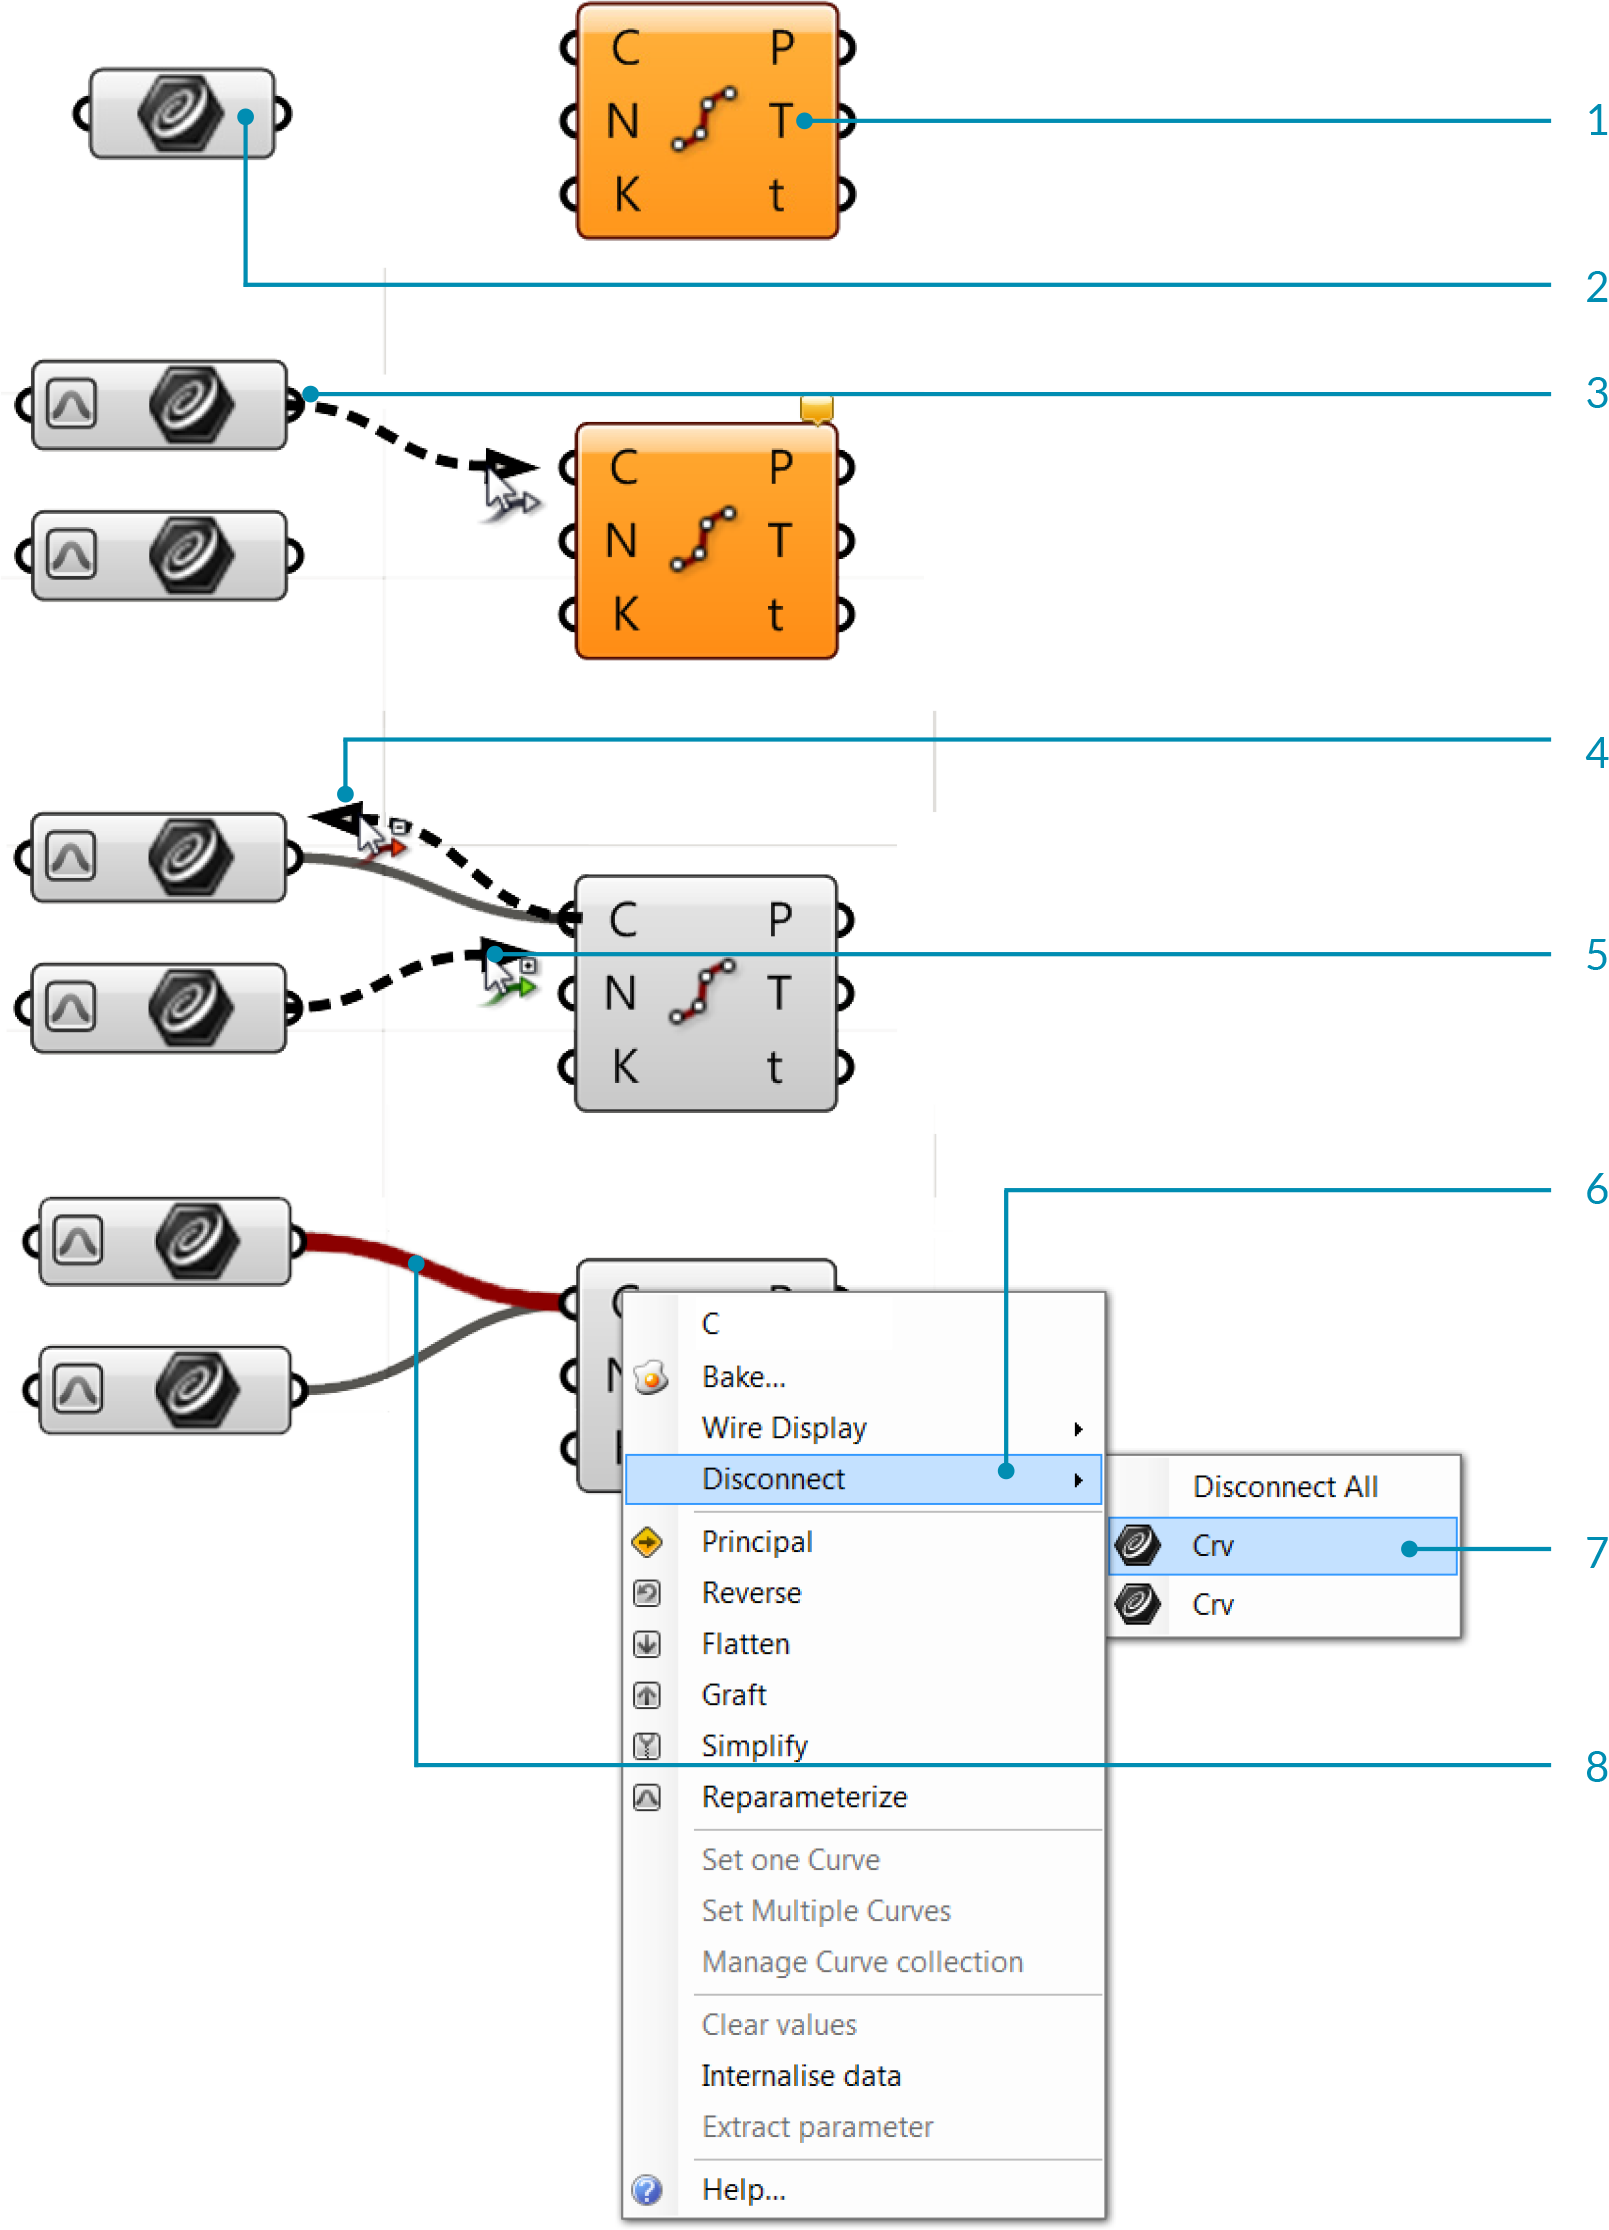 C P
N T
K t
1
2
3
C P
N T
K t
4
C P
N T
K t
5
6
C
Bake...
Wire Display
Disconnect
Disconnect All
Principal
Crv
7
Reverse
Crv
Flatten
Graft
Simplify
8
Reparameterize
Set one Curve
Set Multiple Curves
Manage Curve collection
Clear values
Internalise data
Extract parameter
Help...